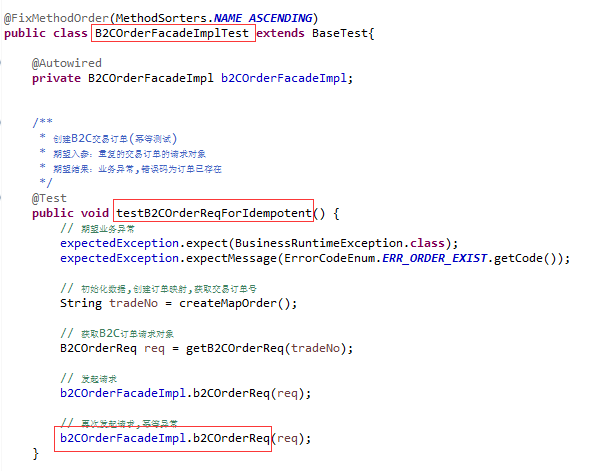 @FixMethodOrder(MethodSorters.NAME_ASCENDING)
public class B2COrderFacadeImplTest extends BaseTest{
@Autowired
private B2COrderFacadeImpl b2COrderFacadeImpl;
/**
* 创建B2C交易订单(幂等测试)
* 期望入参：重复的交易订单的请求对象
* 期望结果：业务异常,错误码为订单已存在
*/
@Test
public void testB2COrderReqForIdempotent() {
// 期望业务异常
expectedException.expect(BusinessRuntimeException.class);
expectedException.expectMessage(ErrorCodeEnum.ERR_ORDER_EXIST.getCode());
// 初始化数据,创建订单映射,获取交易订单号
String tradeNo = createMapOrder();
// 获取B2C订单请求对象
B2COrderReq req = getB2COrderReq(tradeNo);
// 发起请求
b2COrderFacadeImpl.b2COrderReq(req);
// 再次发起请求,幂等异常
b2COrderFacadeImpl.b2COrderReq(req);
}